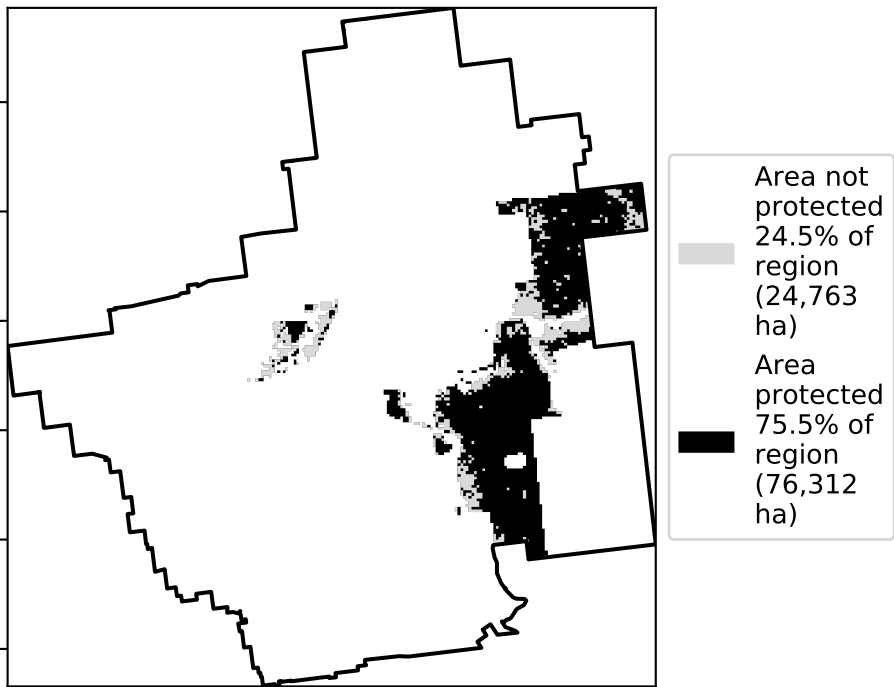 Area not
protected
24.5% of
region
(24,763
ha)
Area
protected
75.5% of
region
(76,312
ha)